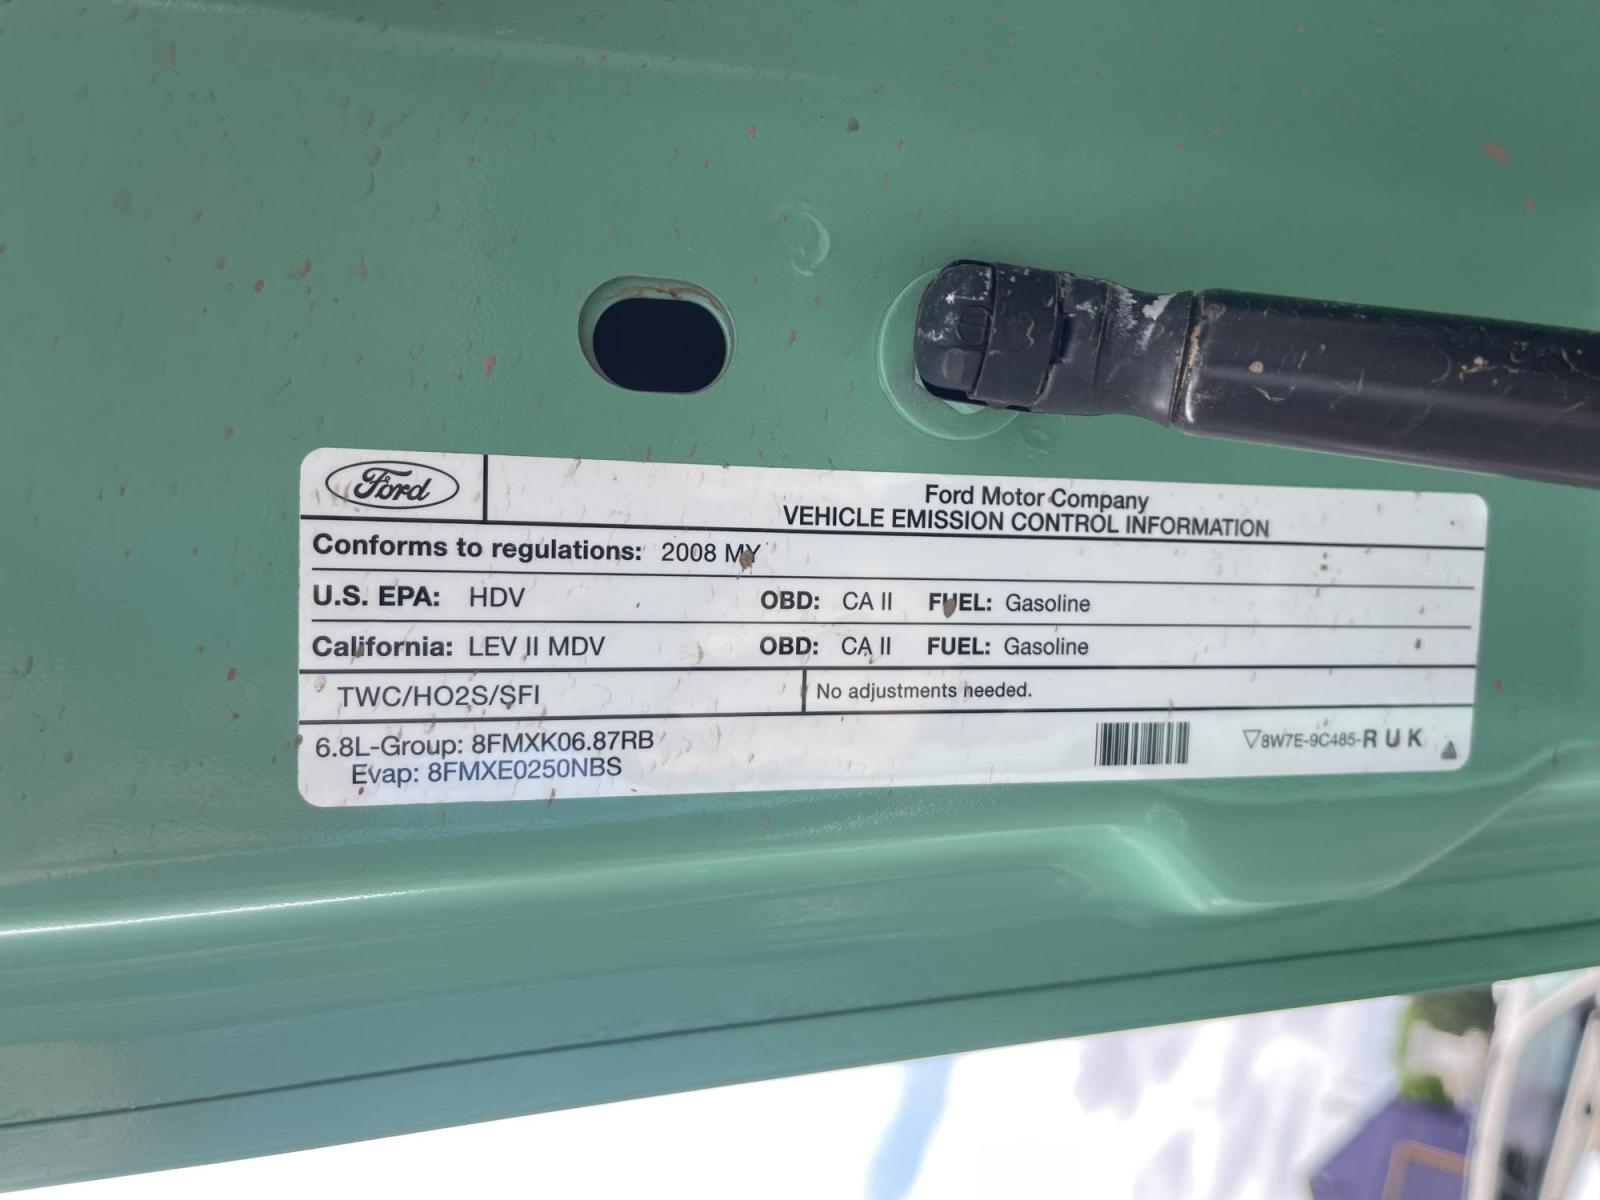 Ford
Ford Motor Company
VEHICLE EMISSION CONTROL INFORMATION
Conforms to regulations: 2008 MY
U.S. EPA: HDV OBD: CA II FUEL: Gasoline
California: LEV II MDV OBD: CA II FUEL: Gasoline
TWC/HO2S/SFI No adjustments needed.
6.8L-Group: 8FMXK06.87RB
Evap: 8FMXE0250NBS
8W7E-9C485-R U K